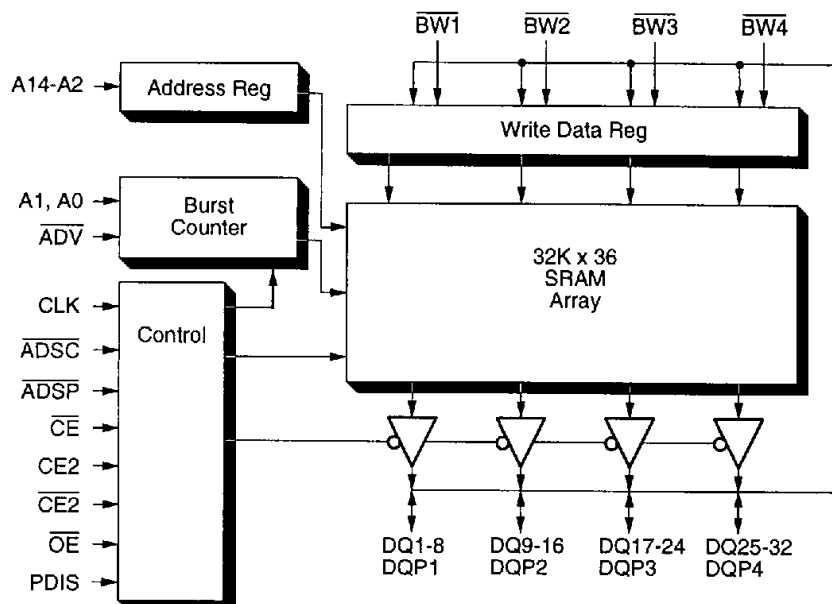 BW1 BW2 BW3 BW4
A14-A2
Address Reg
Write Data Reg
A1, A0
ADV
Burst
Counter
32K x 36
SRAM
Array
CLK
ADSC
ADSP
CE
CE2
CE2
OE
PDIS
Control
DQ1-8 DQ9-16 DQ17-24 DQ25-32
DQP1 DQP2 DQP3 DQP4